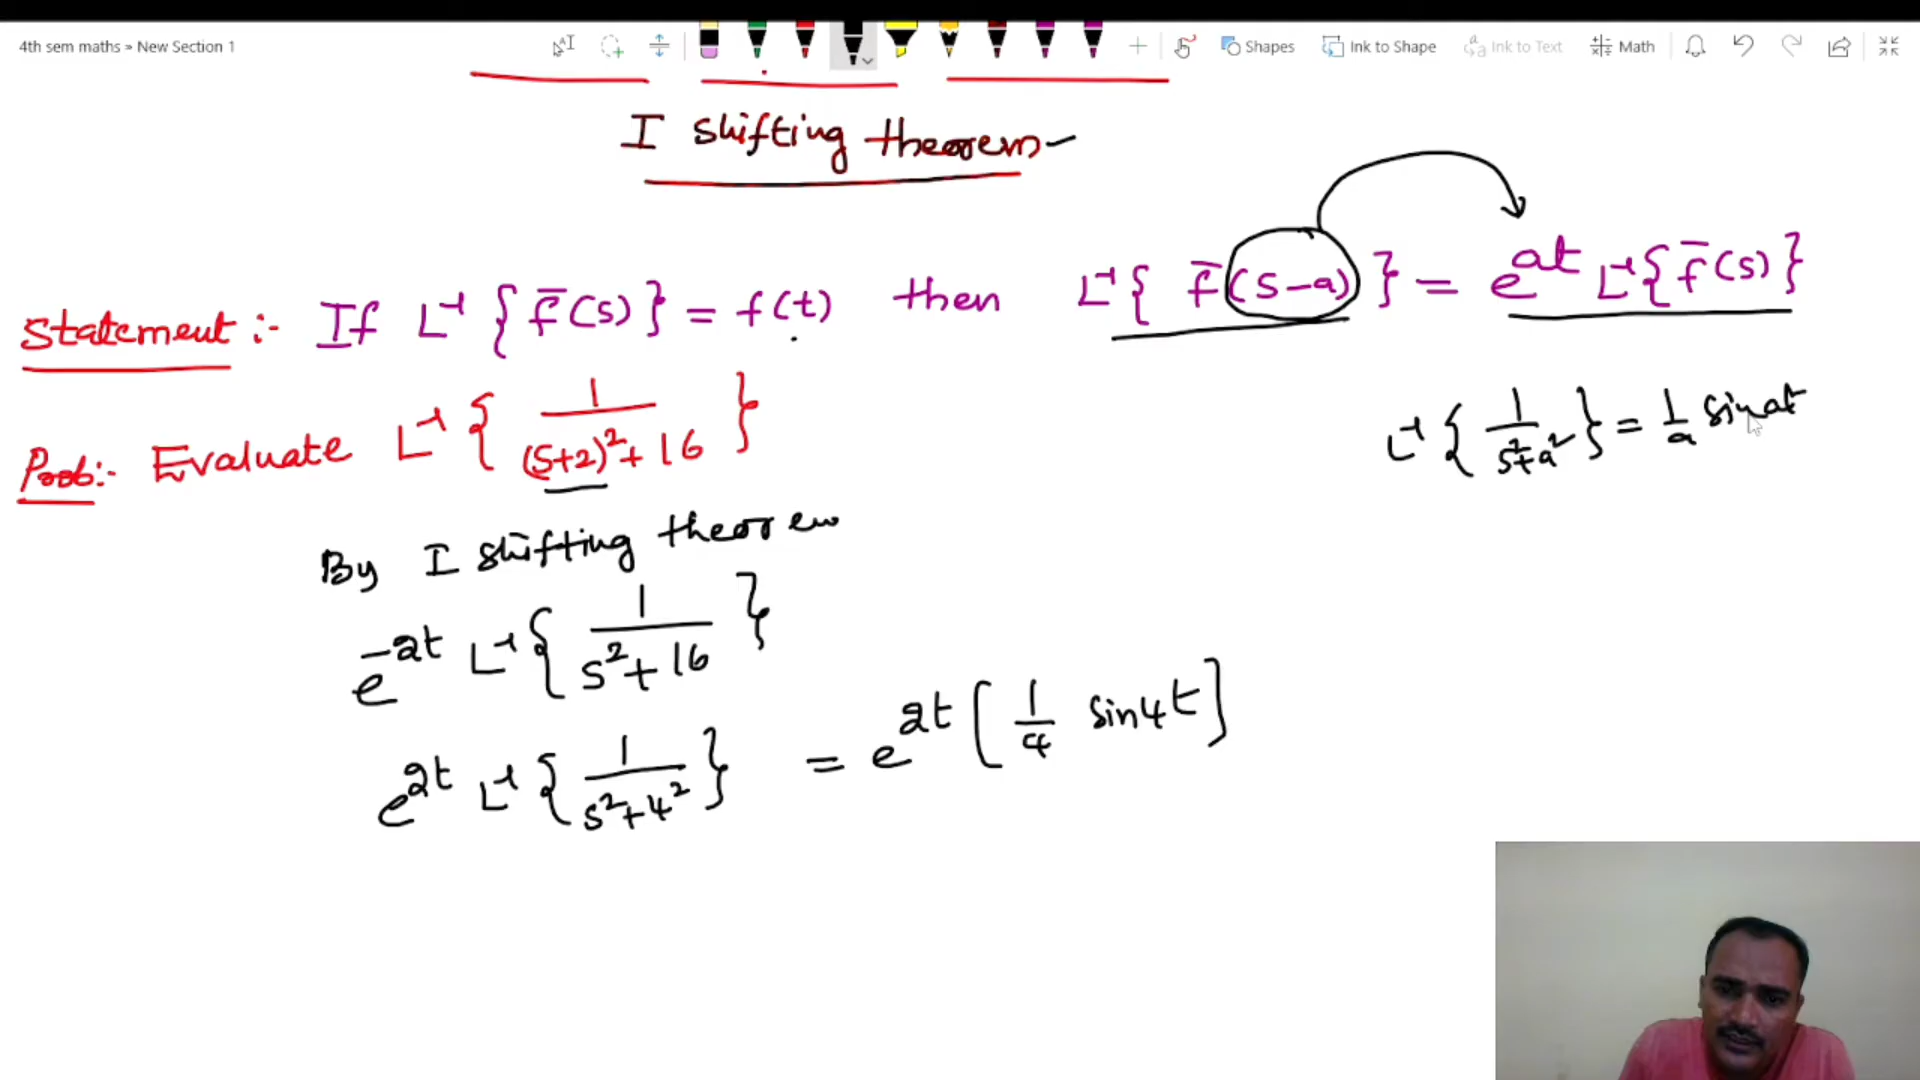 4th sem maths » New Section 1 Shapes Ink to Shape Ink to Text Math
I shifting theorem
Statement :- If L⁻¹ { f̄(s) } = f(t) then L⁻¹ { f̄(s-a) } = e^at L⁻¹ { f̄(s) }
Prob:- Evaluate L⁻¹ { 1/((s+2)² + 16) }
L⁻¹ { 1/(s²+a²) } = 1/a sin at
By I shifting theorem
e^-2t L⁻¹ { 1/(s² + 16) }
e^2t L⁻¹ { 1/(s²+4²) } = e^2t [ 1/4 sin4t ]